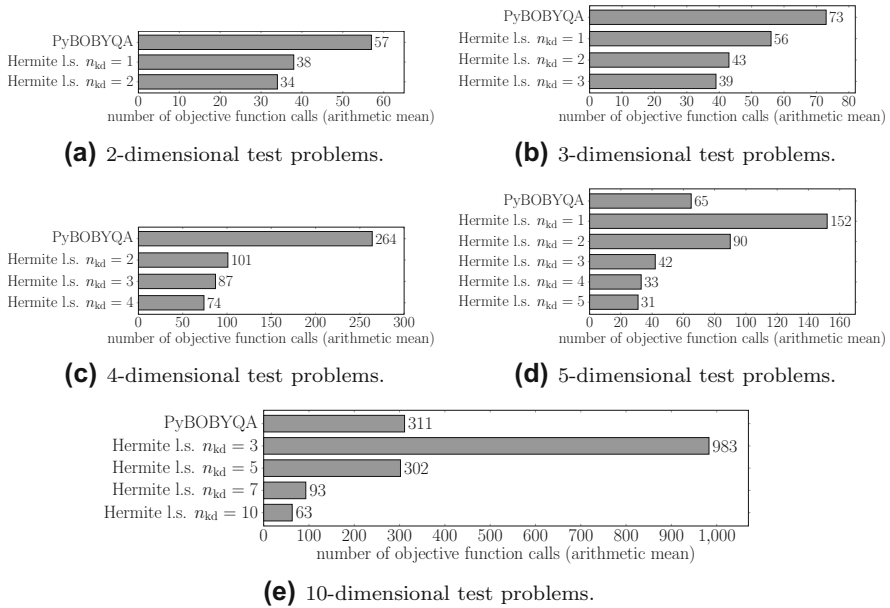 PyBOBYQA 57
Hermite l.s. n_kd = 1 38
Hermite l.s. n_kd = 2 34
0 10 20 30 40 50 60
number of objective function calls (arithmetic mean)
(a) 2-dimensional test problems.
PyBOBYQA 73
Hermite l.s. n_kd = 1 56
Hermite l.s. n_kd = 2 43
Hermite l.s. n_kd = 3 39
0 10 20 30 40 50 60 70 80
number of objective function calls (arithmetic mean)
(b) 3-dimensional test problems.
PyBOBYQA 264
Hermite l.s. n_kd = 2 101
Hermite l.s. n_kd = 3 87
Hermite l.s. n_kd = 4 74
0 50 100 150 200 250 300
number of objective function calls (arithmetic mean)
(c) 4-dimensional test problems.
PyBOBYQA 65
Hermite l.s. n_kd = 1 152
Hermite l.s. n_kd = 2 90
Hermite l.s. n_kd = 3 42
Hermite l.s. n_kd = 4 33
Hermite l.s. n_kd = 5 31
0 20 40 60 80 100 120 140 160
number of objective function calls (arithmetic mean)
(d) 5-dimensional test problems.
PyBOBYQA 311
Hermite l.s. n_kd = 3 983
Hermite l.s. n_kd = 5 302
Hermite l.s. n_kd = 7 93
Hermite l.s. n_kd = 10 63
0 100 200 300 400 500 600 700 800 900 1,000
number of objective function calls (arithmetic mean)
(e) 10-dimensional test problems.